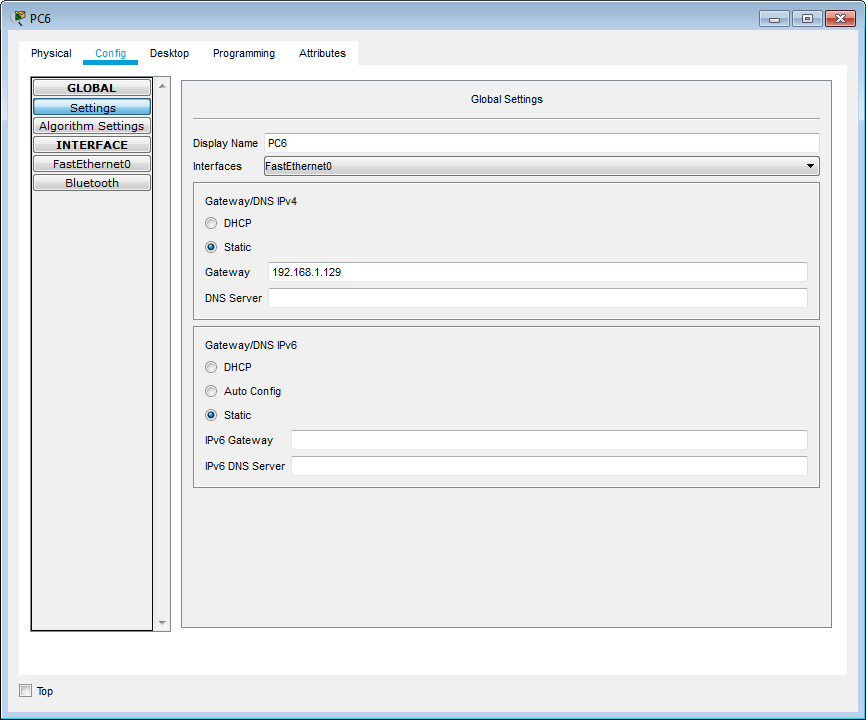 PC6
Physical Config Desktop Programming Attributes
GLOBAL
Settings
Algorithm Settings
INTERFACE
FastEthernet0
Bluetooth
Global Settings
Display Name PC6
Interfaces FastEthernet0
Gateway/DNS IPv4
DHCP
Static
Gateway 192.168.1.129
DNS Server
Gateway/DNS IPv6
DHCP
Auto Config
Static
IPv6 Gateway
IPv6 DNS Server
Top